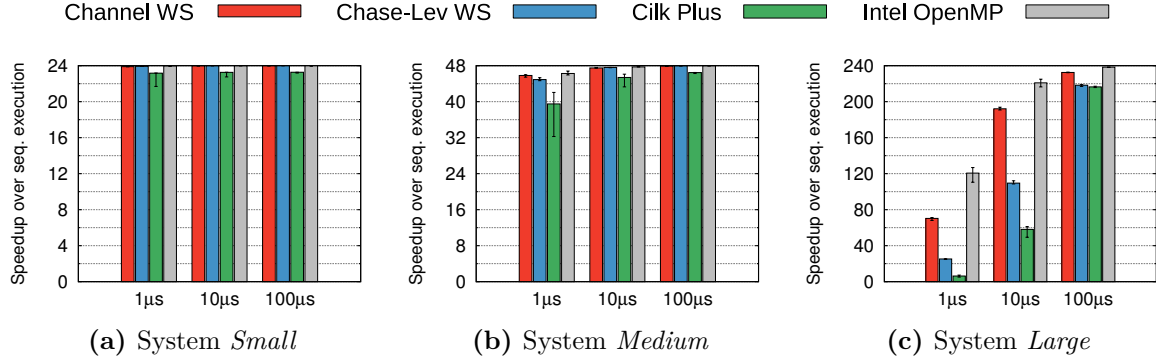 Channel WS Chase-Lev WS Cilk Plus Intel OpenMP
Speedup over seq. execution
24
20
16
12
8
4
0
1µs 10µs 100µs
(a) System Small
Speedup over seq. execution
48
40
32
24
16
8
0
1µs 10µs 100µs
(b) System Medium
Speedup over seq. execution
240
200
160
120
80
40
0
1µs 10µs 100µs
(c) System Large